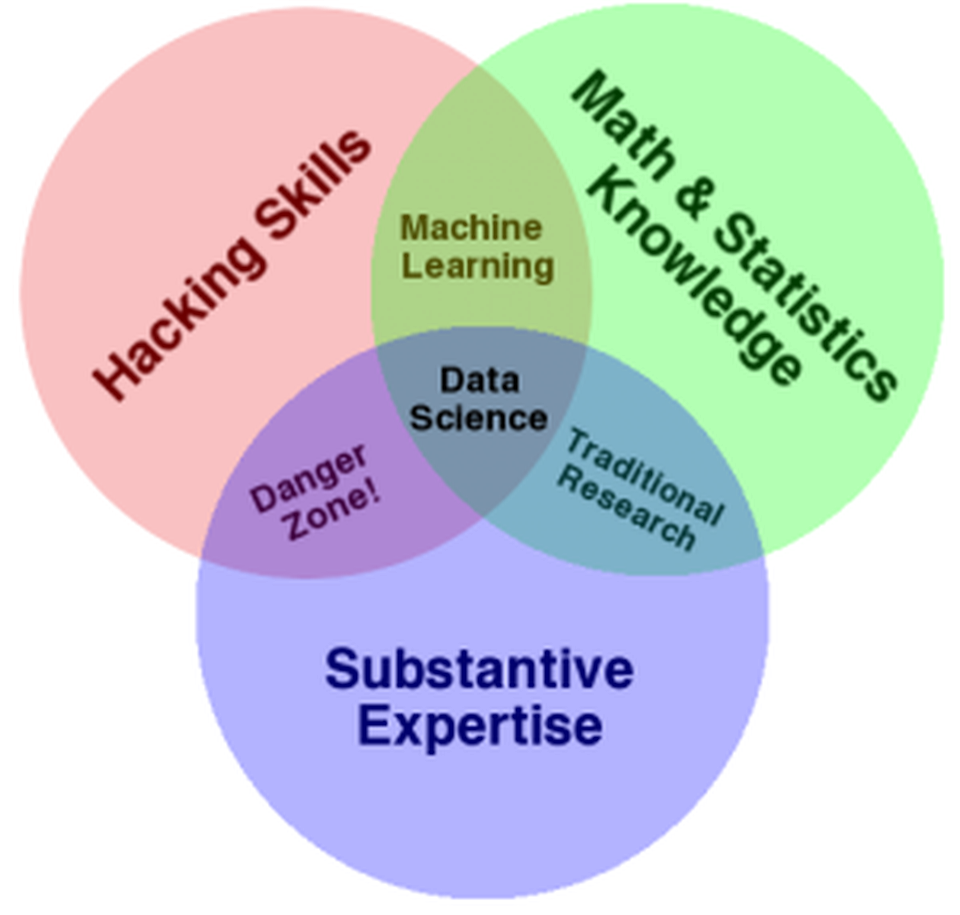 Hacking Skills
Math & Statistics
Knowledge
Machine
Learning
Data
Science
Danger
Zone!
Traditional
Research
Substantive
Expertise